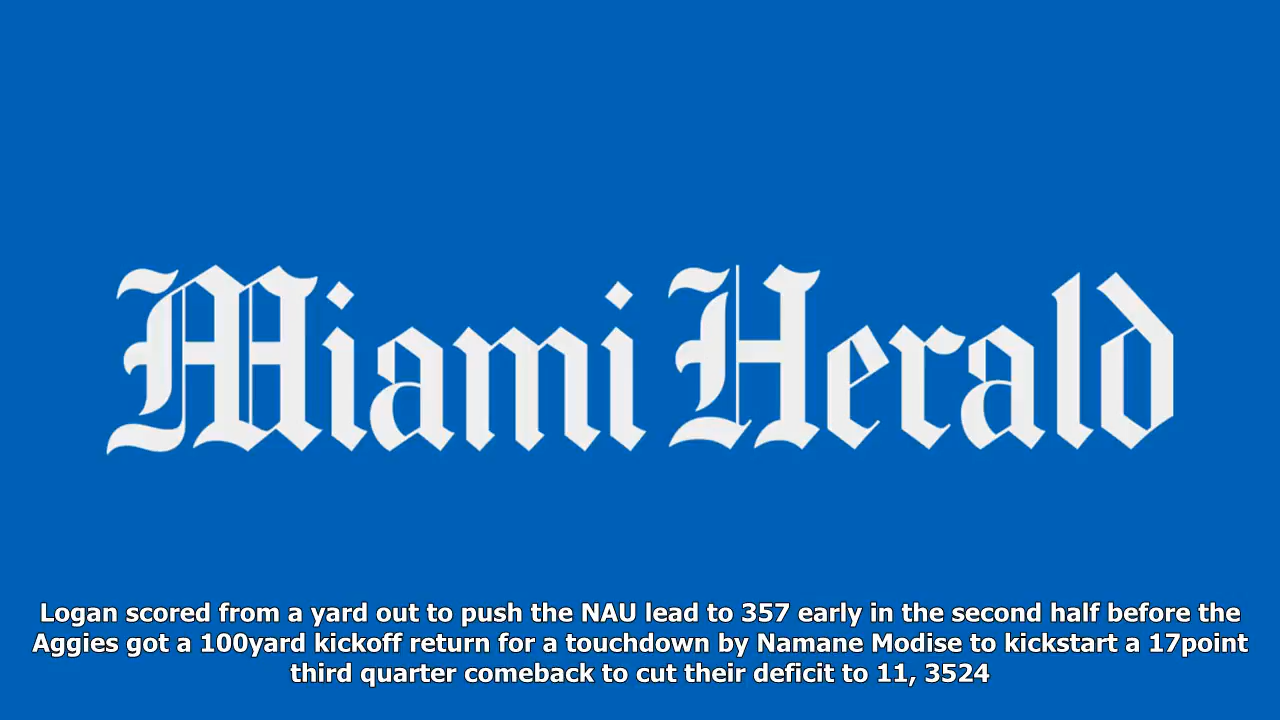 Miami Herald
Logan scored from a yard out to push the NAU lead to 357 early in the second half before the
Aggies got a 100yard kickoff return for a touchdown by Namane Modise to kickstart a 17point
third quarter comeback to cut their deficit to 11, 3524